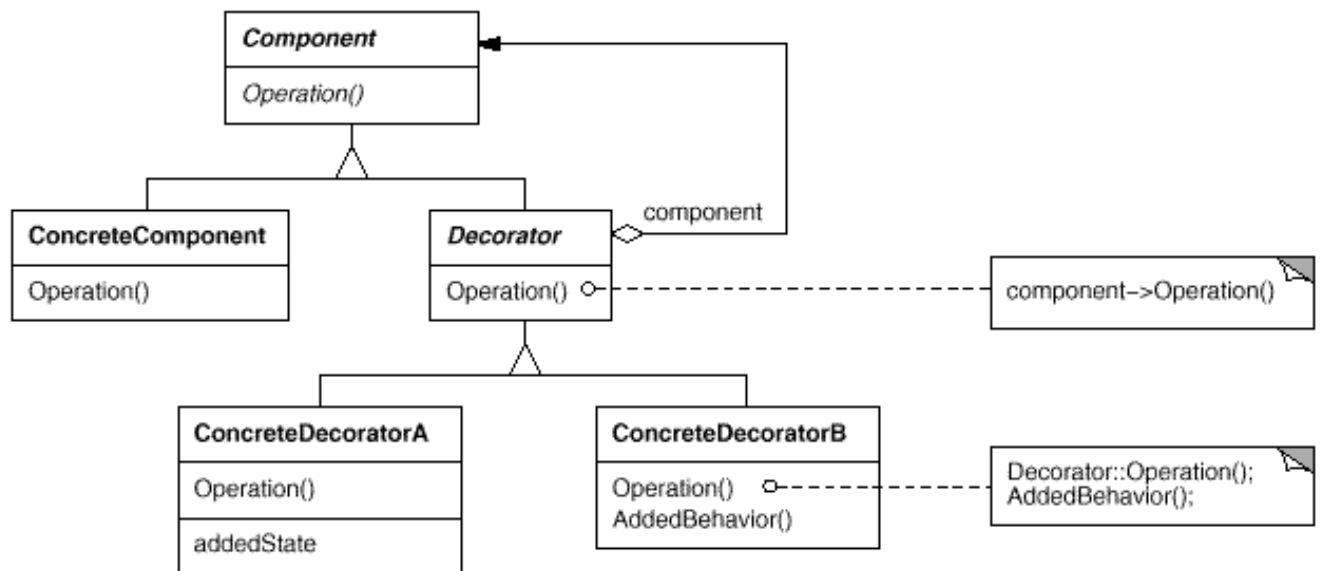 Component
Operation()
component
ConcreteComponent
Operation()
Decorator
Operation()
component->Operation()
ConcreteDecoratorA
Operation()
addedState
ConcreteDecoratorB
Operation()
AddedBehavior()
Decorator::Operation();
AddedBehavior();